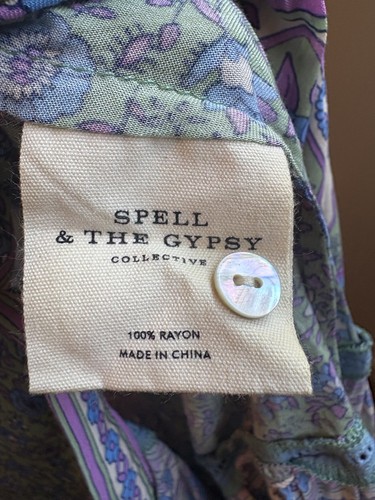 SPELL
& THE GYPSY
COLLECTIVE
100% RAYON
MADE IN CHINA